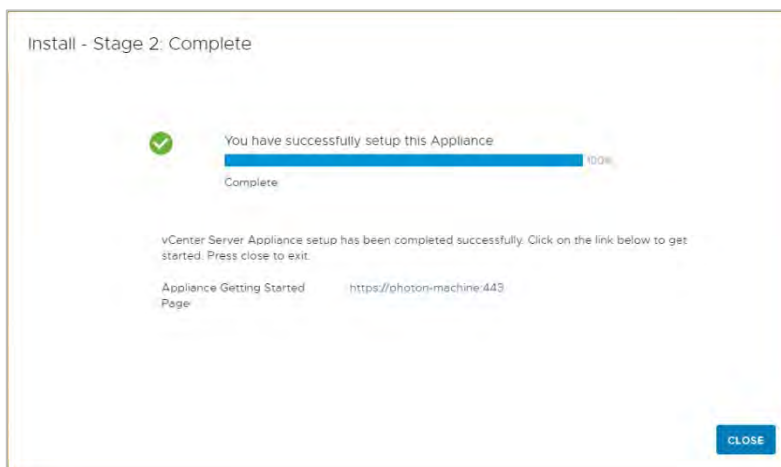 Install - Stage 2: Complete
You have successfully setup this Appliance
100%
Complete
vCenter Server Appliance setup has been completed successfully. Click on the link below to get
started. Press close to exit.
Appliance Getting Started https://photon-machine:443
Page
CLOSE